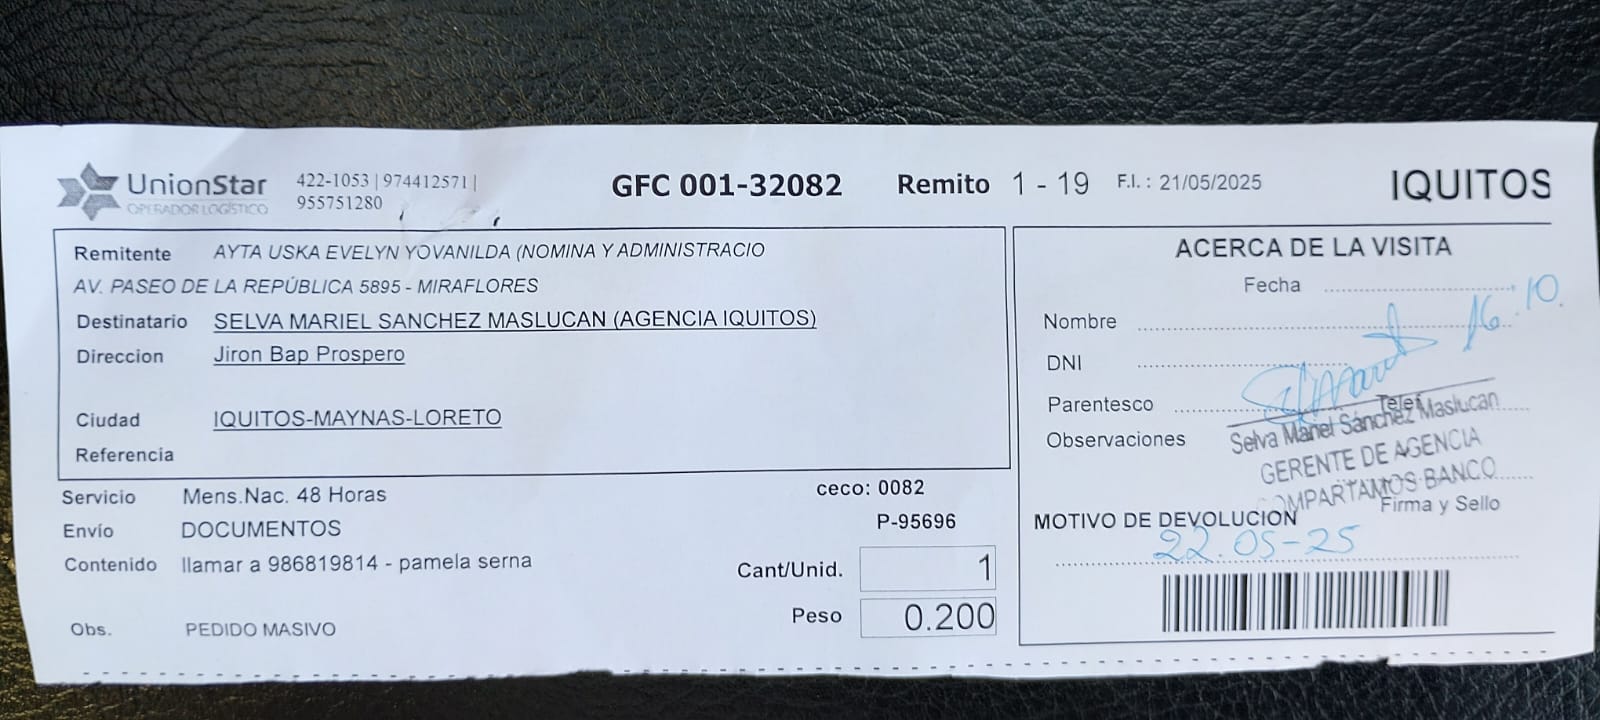 UnionStar
OPERADOR LOGÍSTICO
422-1053 | 974412571 |
955751280
GFC 001-32082
Remito 1 - 19
F.I. : 21/05/2025
IQUITOS
Remitente AYTA USKA EVELYN YOVANILDA (NOMINA Y ADMINISTRACIO
AV. PASEO DE LA REPÚBLICA 5895 - MIRAFLORES
Destinatario SELVA MARIEL SANCHEZ MASLUCAN (AGENCIA IQUITOS)
Direccion Jiron Bap Prospero
Ciudad IQUITOS-MAYNAS-LORETO
Referencia
Servicio Mens.Nac. 48 Horas
ceco: 0082
Envío DOCUMENTOS
P-95696
Contenido llamar a 986819814 - pamela serna
Cant/Unid. 1
Peso 0.200
Obs. PEDIDO MASIVO
ACERCA DE LA VISITA
Fecha
16:10.
Nombre
DNI
Parentesco
Telef
Observaciones
Selva Mariel Sánchez Maslucan
GERENTE DE AGENCIA
COMPARTAMOS BANCO
Firma y Sello
MOTIVO DE DEVOLUCION
22.05-25